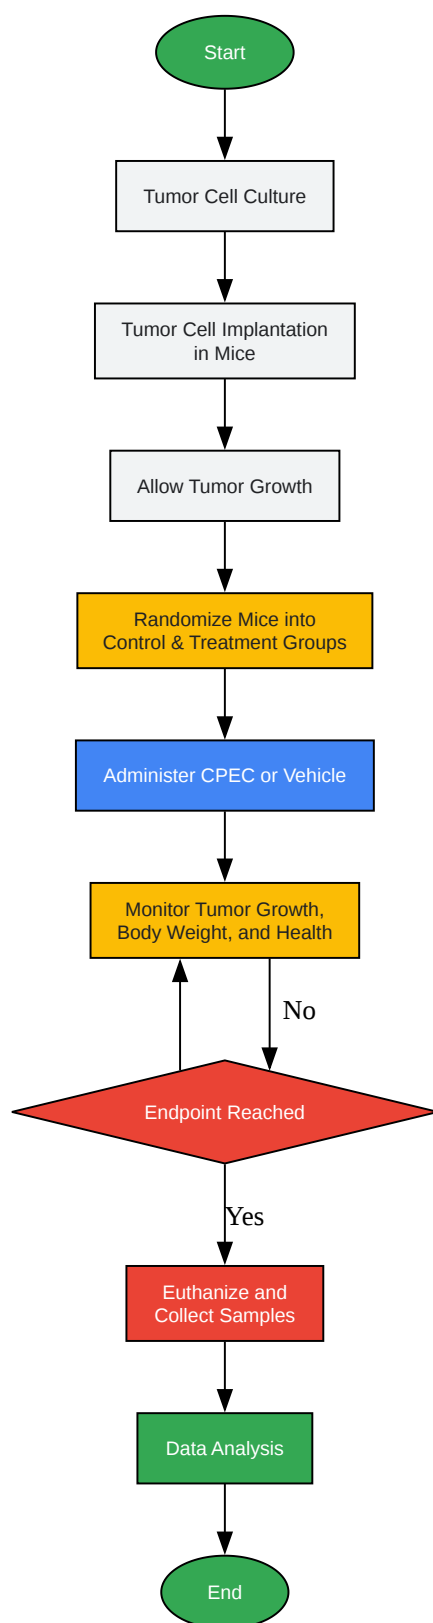 Start
Tumor Cell Culture
Tumor Cell Implantation
in Mice
Allow Tumor Growth
Randomize Mice into
Control & Treatment Groups
Administer CPEC or Vehicle
Monitor Tumor Growth,
Body Weight, and Health
No
Endpoint Reached
Yes
Euthanize and
Collect Samples
Data Analysis
End